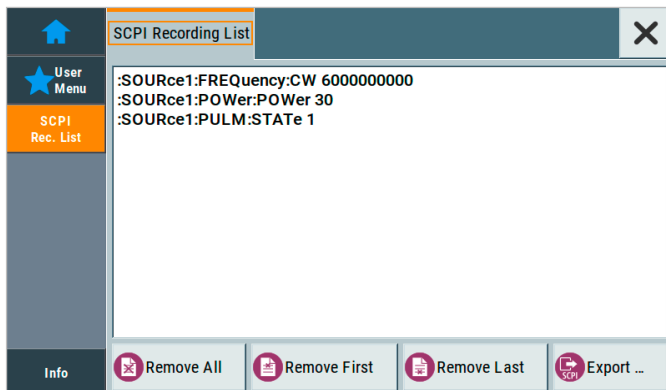 SCPI Recording List
User
Menu
SCPI
Rec. List
:SOURce1:FREQuency:CW 6000000000
:SOURce1:POWer:POWer 30
:SOURce1:PULM:STATe 1
Info
Remove All
Remove First
Remove Last
SCPI
Export ...